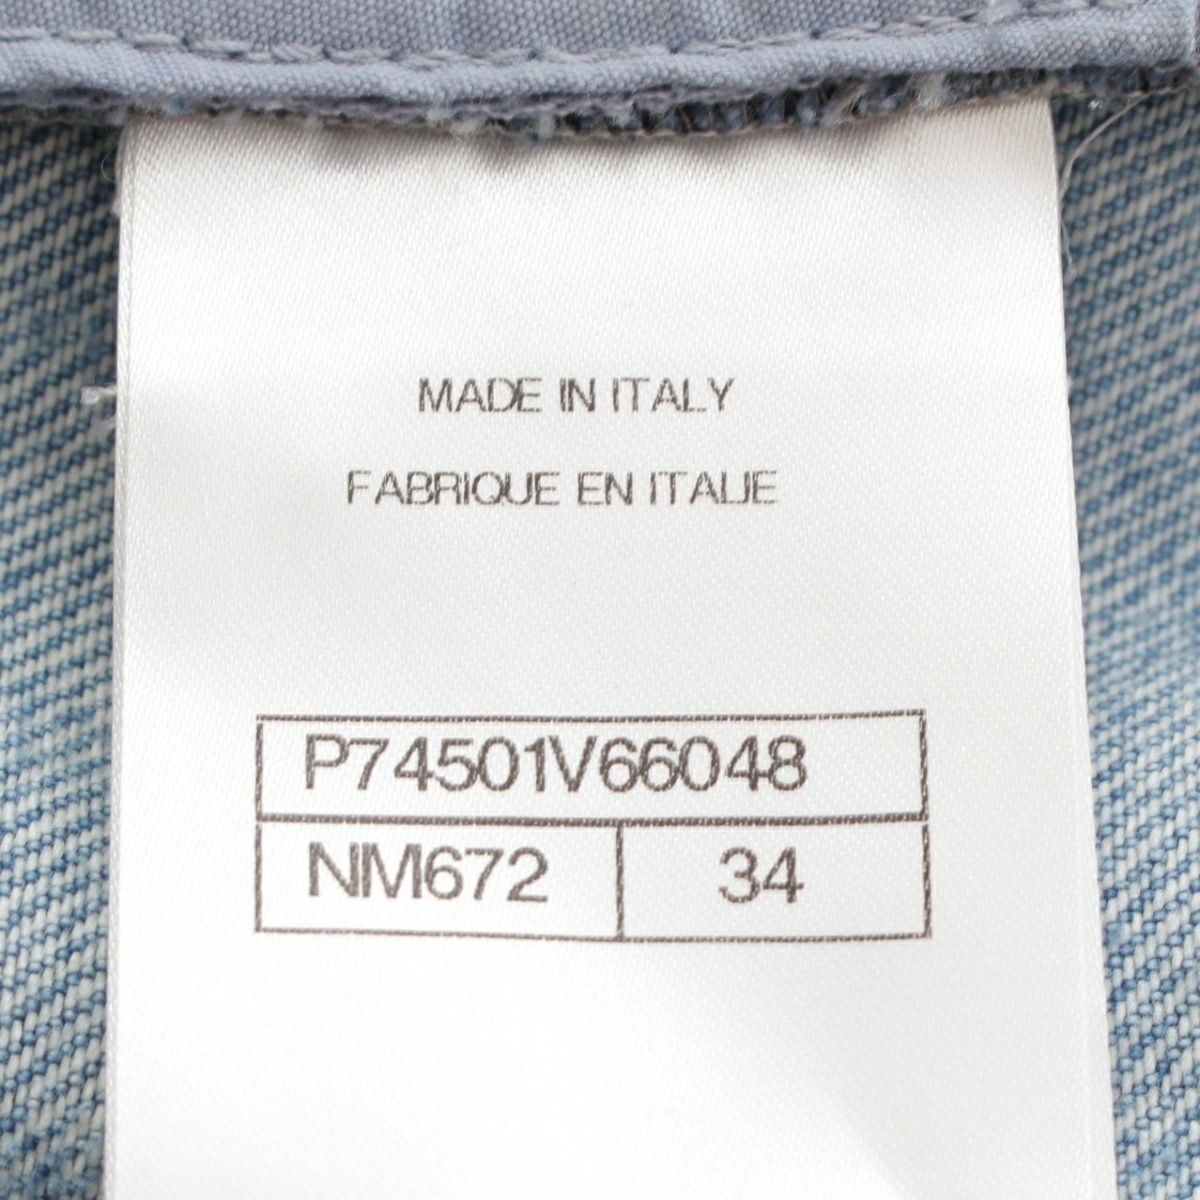 MADE IN ITALY
FABRIQUE EN ITALIE
P74501V66048
NM672 34